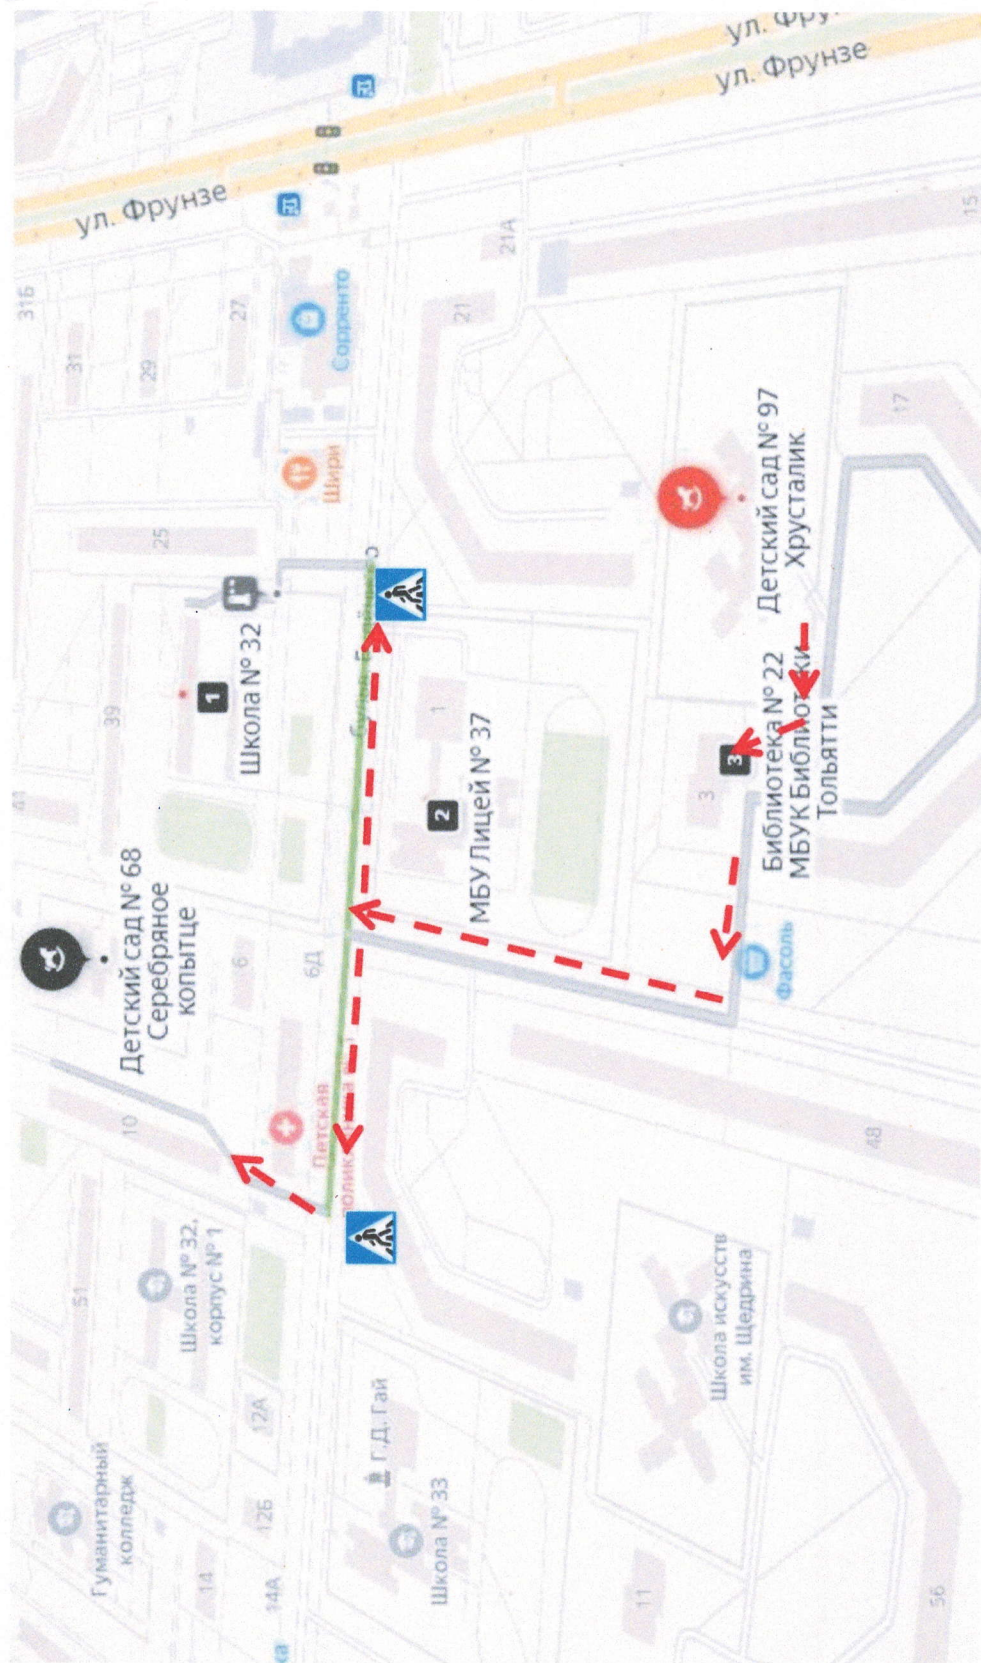 ул. Фрунзе
ул. Фрунзе
31Б
31
29
27
Сорренто
21
21А
15
17
25
Шири
39
1
Школа № 32
41
Детский сад № 68
Серебряное
копытце
1
2
МБУ Лицей № 37
Детский сад № 97
Хрусталик
3
3
Библиотека № 22
МБУК Библиотеки
Тольятти
Фасоль
6
6Д
10
Детская
48
51
Школа № 32,
корпус № 1
12А
Школа искусств
им. Щедрина
Гуманитарный
колледж
12Б
14
14А
Г.Д. Гай
Школа № 33
11
56